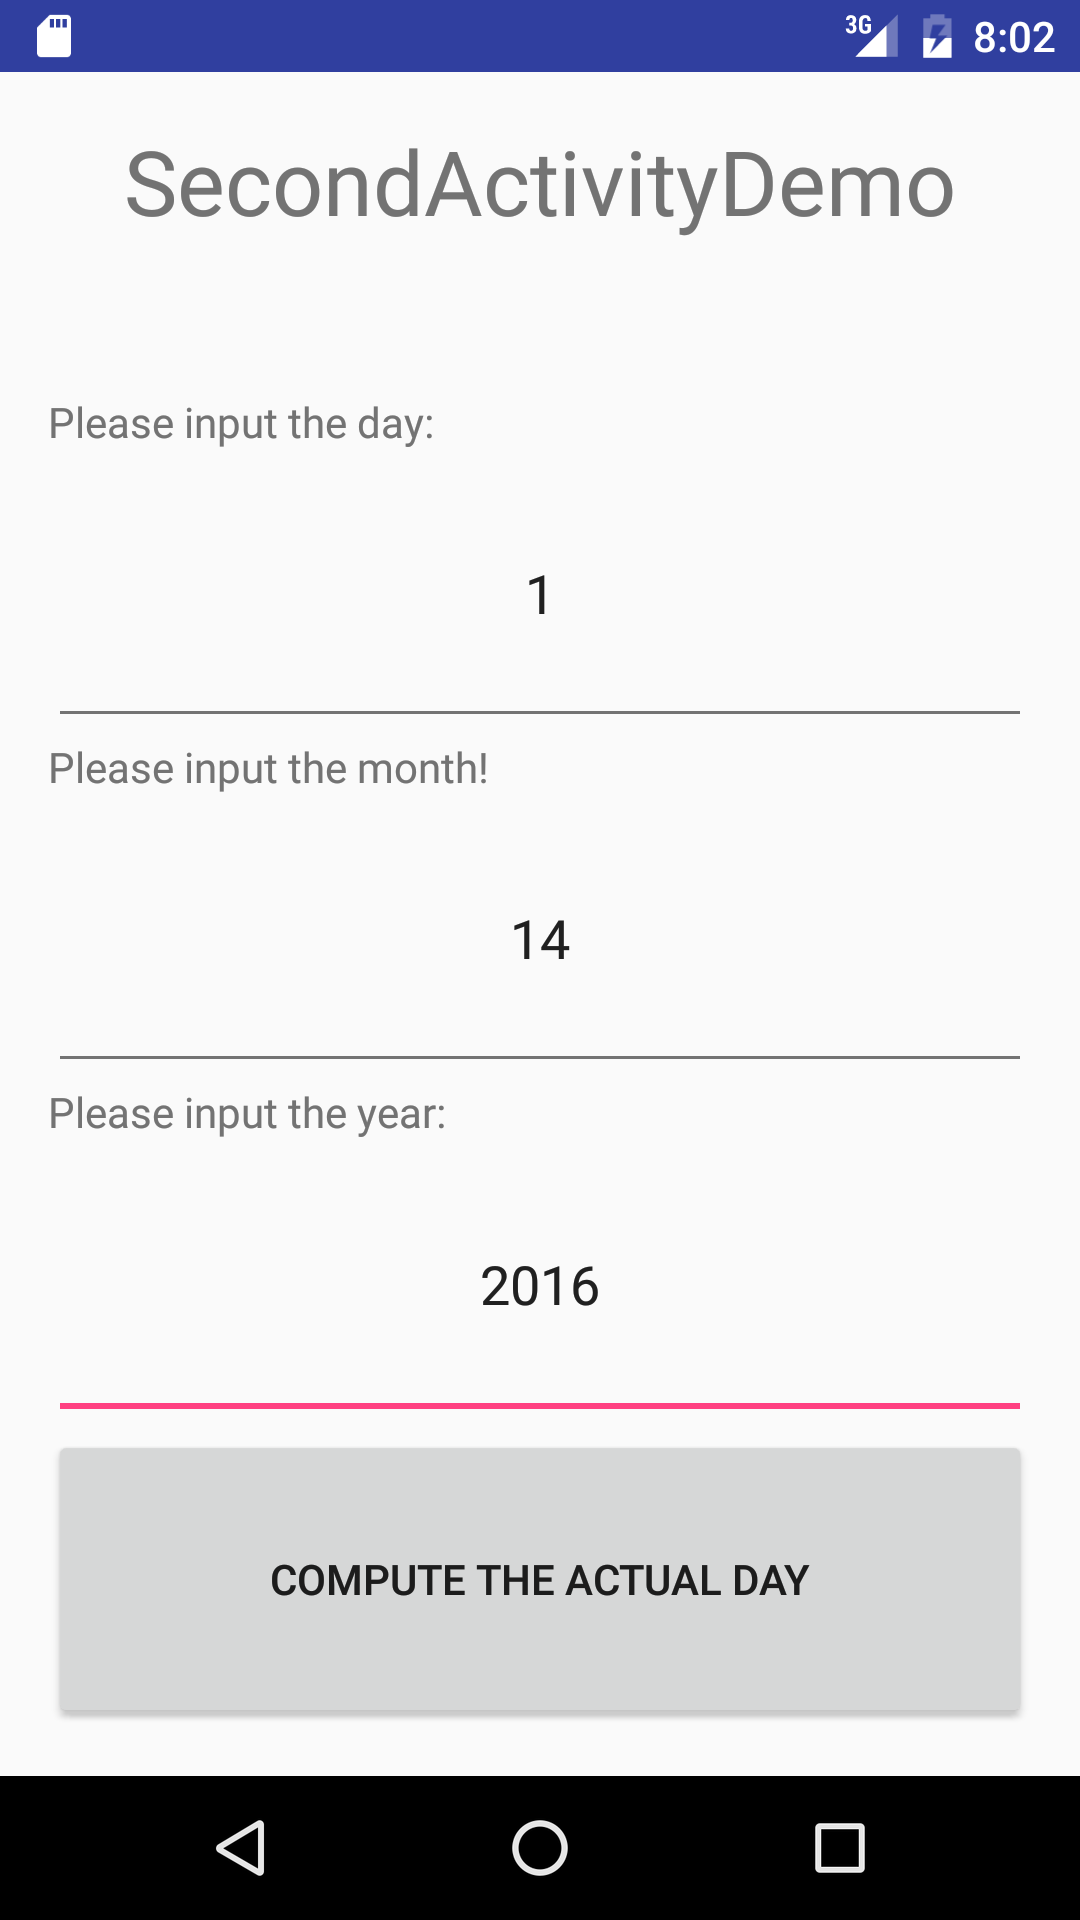 3G 8:02
SecondActivityDemo
Please input the day:
1
Please input the month!
14
Please input the year:
2016
COMPUTE THE ACTUAL DAY